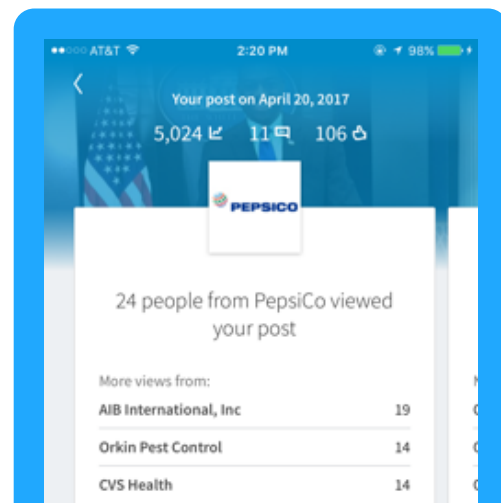 AT&T 2:20 PM 98%
Your post on April 20, 2017
5,024 11 106
PEPSICO
24 people from PepsiCo viewed
your post
More views from:
AIB International, Inc 19
Orkin Pest Control 14
CVS Health 14